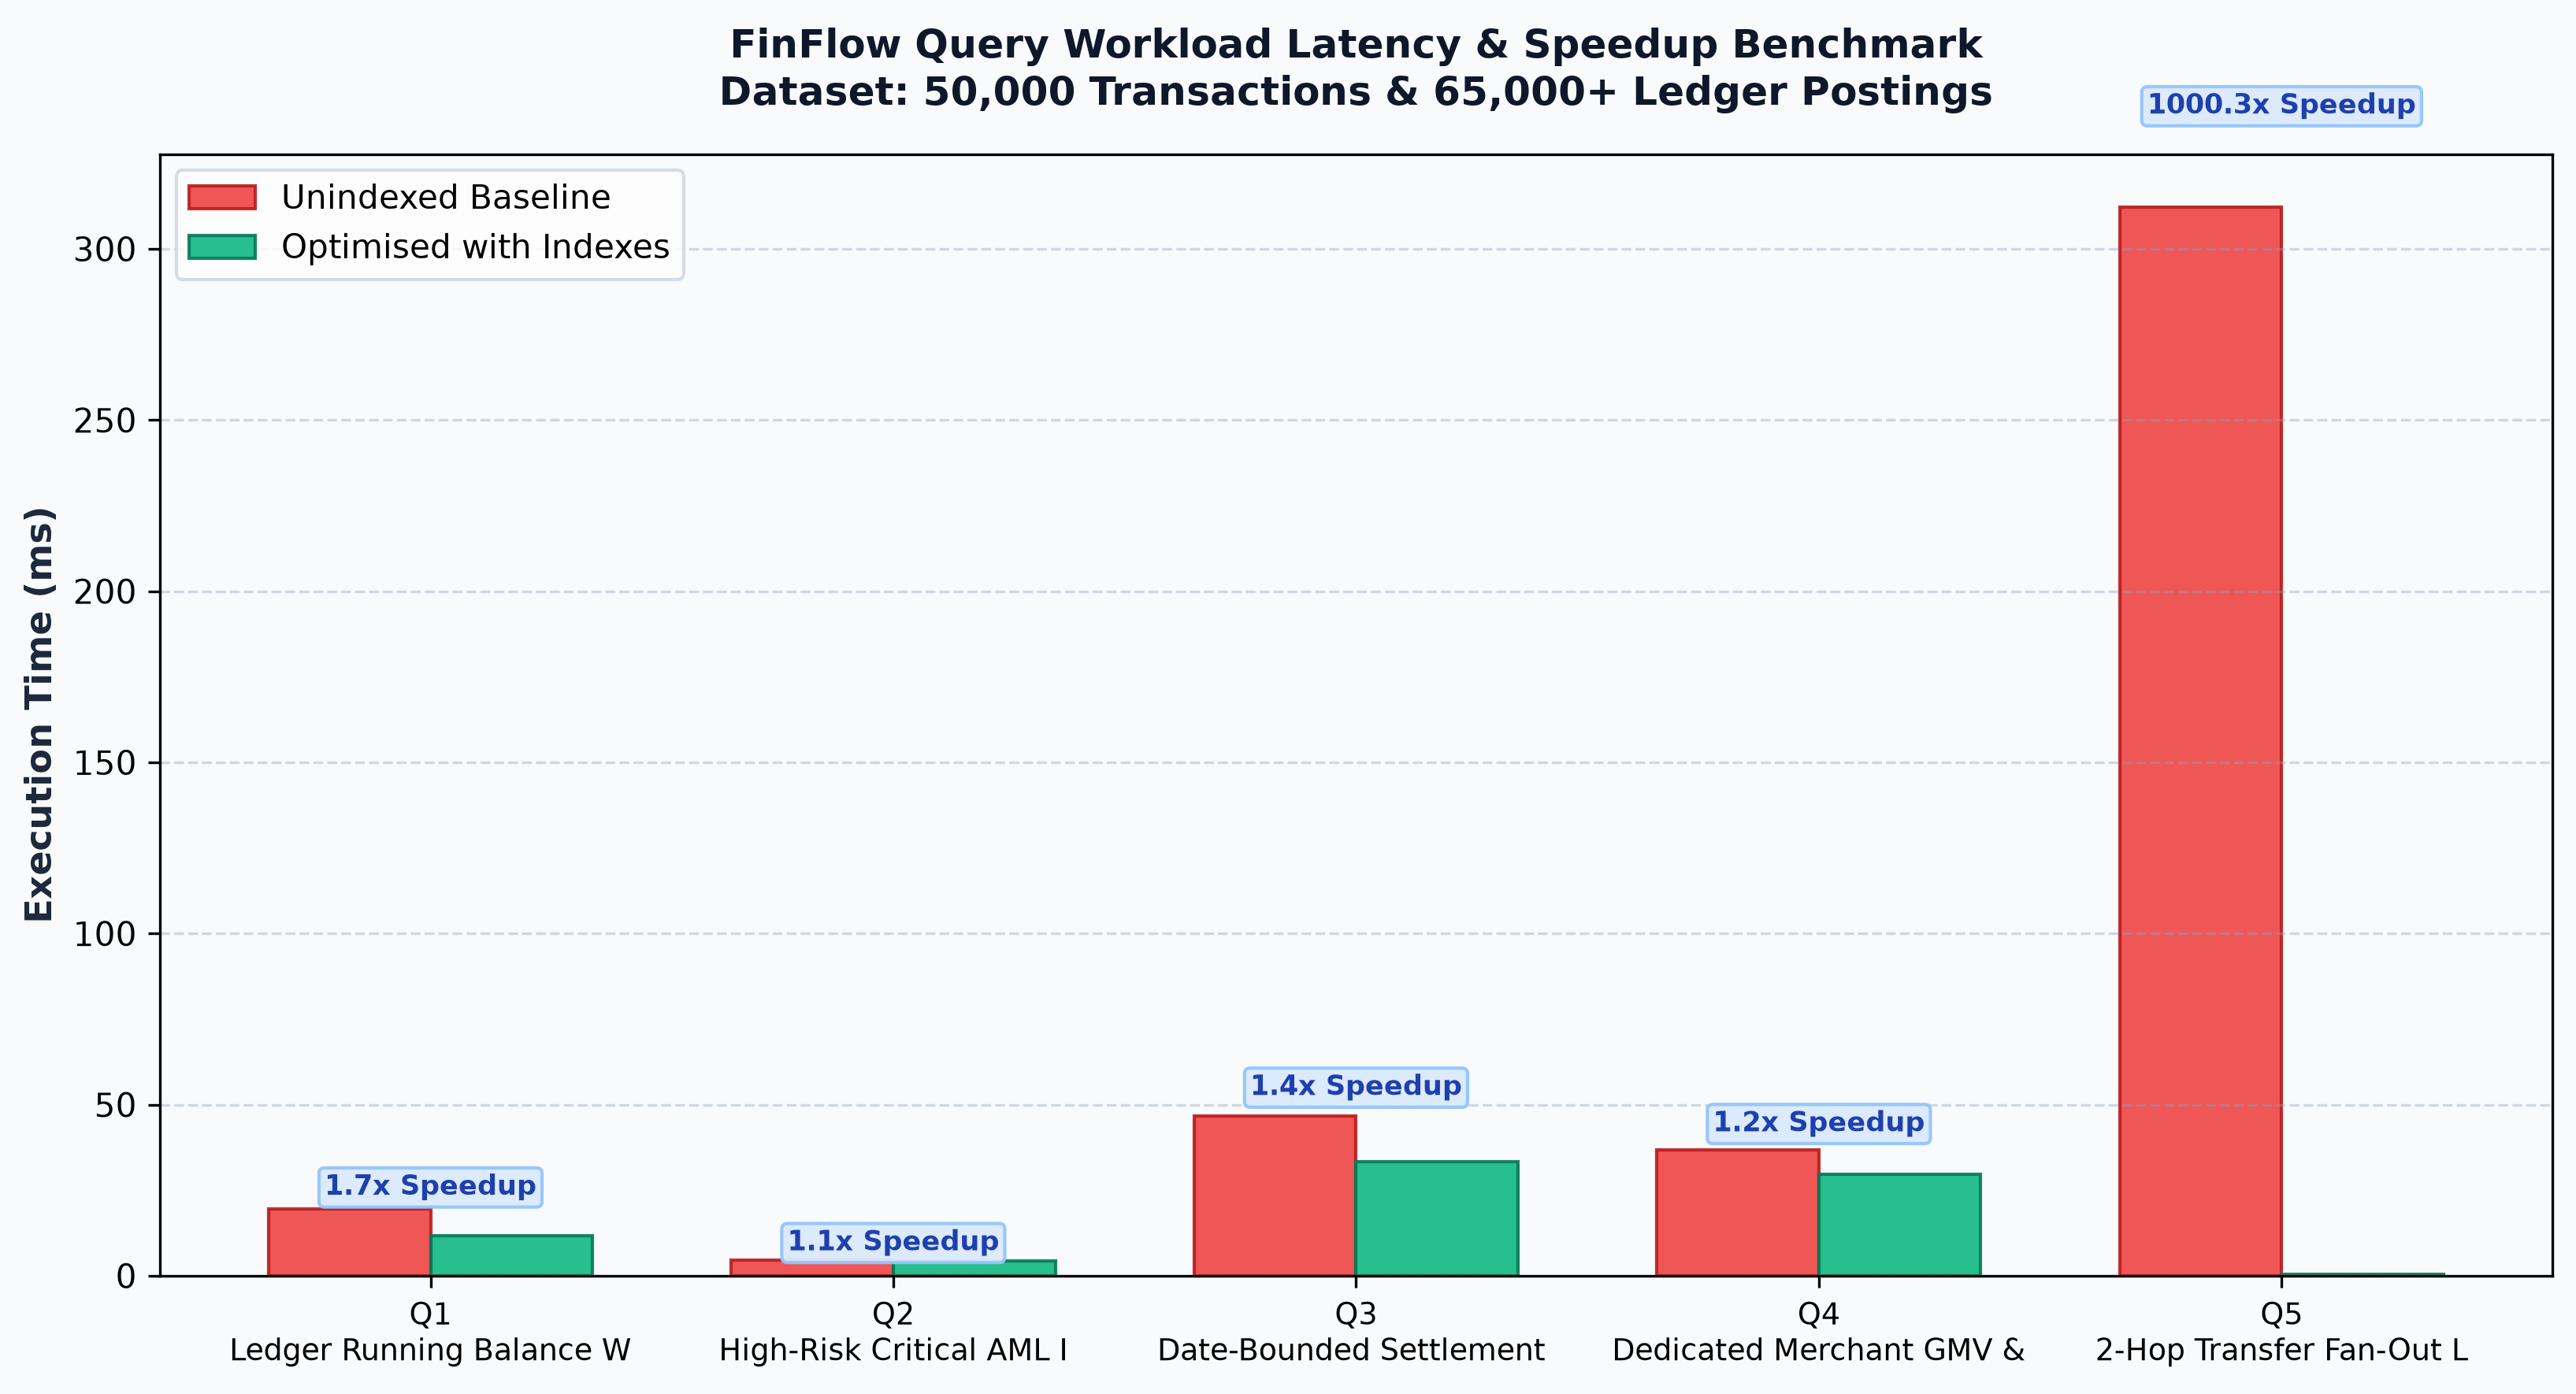 FinFlow Query Workload Latency & Speedup Benchmark
Dataset: 50,000 Transactions & 65,000+ Ledger Postings
1000.3x Speedup
Unindexed Baseline
Optimised with Indexes
Execution Time (ms)
300
250
200
150
100
50
0
1.7x Speedup
1.1x Speedup
1.4x Speedup
1.2x Speedup
Q1
Ledger Running Balance W
Q2
High-Risk Critical AML I
Q3
Date-Bounded Settlement
Q4
Dedicated Merchant GMV &
Q5
2-Hop Transfer Fan-Out L